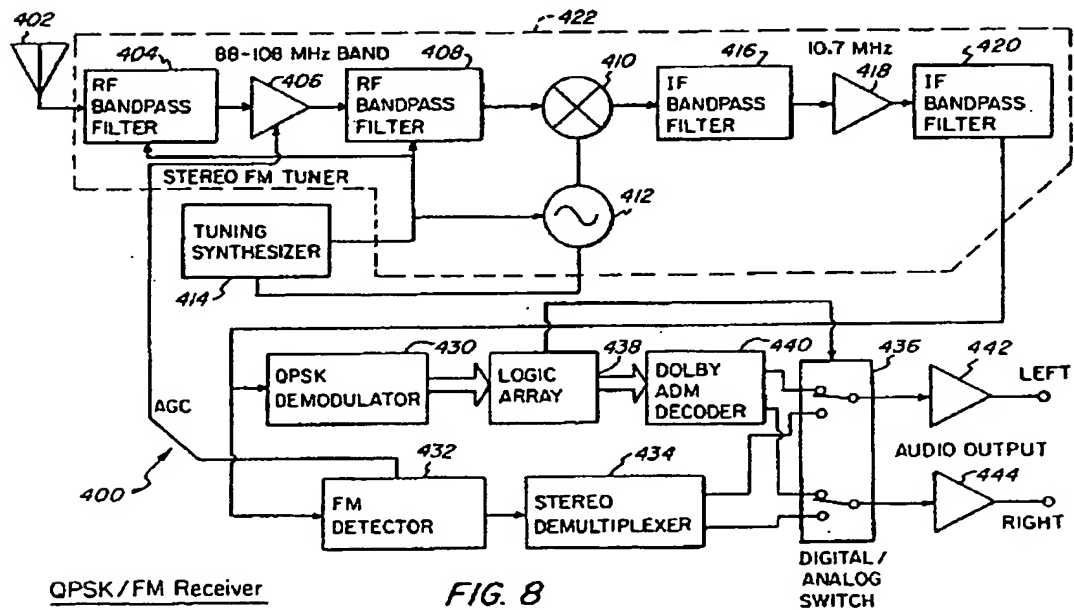 402
422
404
88-108 MHz BAND
408
410
416
10.7 MHz
420
RF
BANDPASS
FILTER
406
RF
BANDPASS
FILTER
IF
BANDPASS
FILTER
418
IF
BANDPASS
FILTER
STEREO FM TUNER
412
TUNING
SYNTHESIZER
414
430
438
440
436
442
QPSK
DEMODULATOR
LOGIC
ARRAY
DOLBY
ADM
DECODER
LEFT
AGC
432
434
AUDIO OUTPUT
444
400
FM
DETECTOR
STEREO
DEMULTIPLEXER
RIGHT
DIGITAL/
ANALOG
SWITCH
QPSK/FM Receiver
FIG. 8